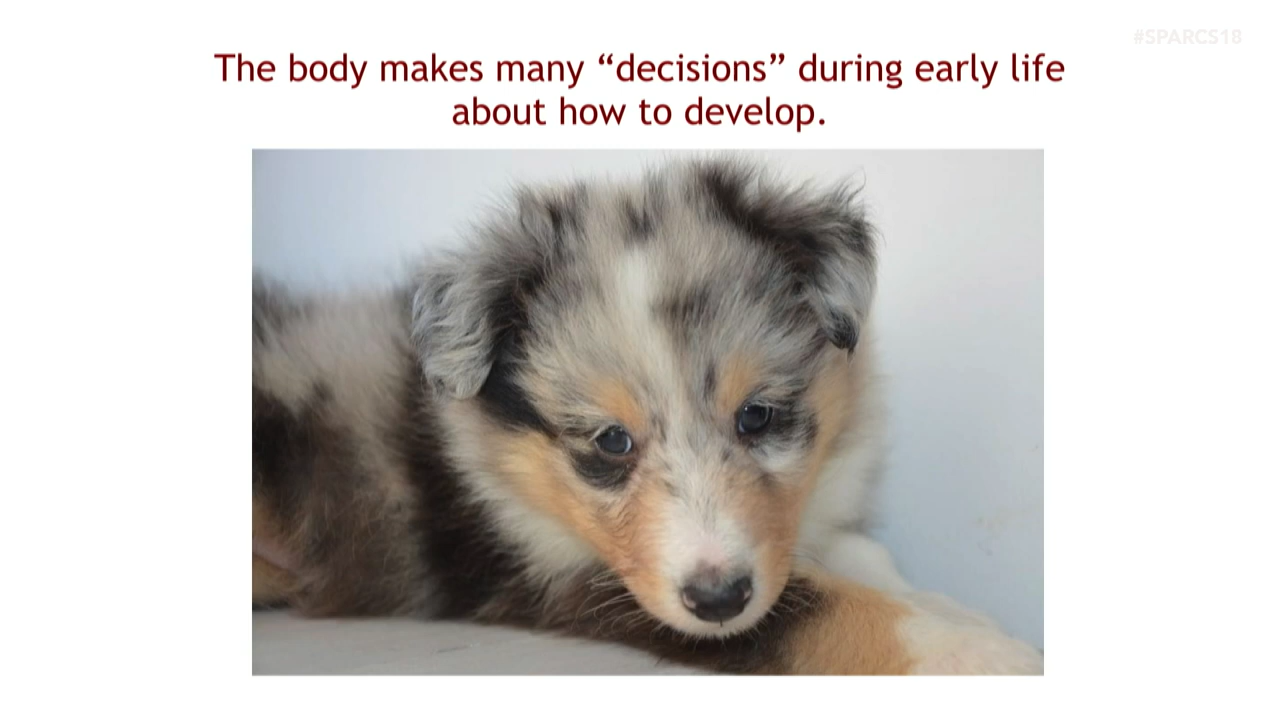 #SPARCS18
The body makes many “decisions” during early life
about how to develop.